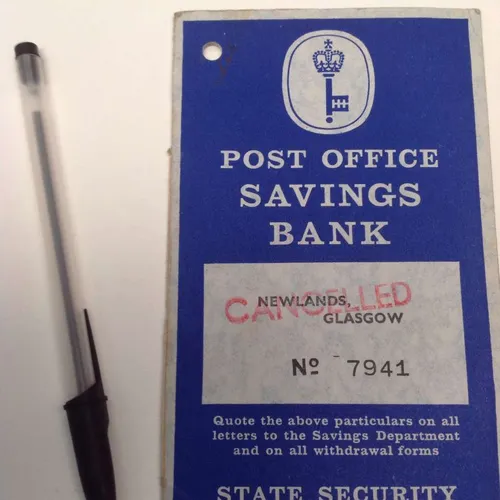 POST OFFICE
SAVINGS
BANK
CANCELLED
NEWLANDS,
GLASGOW
Nº - 7941
Quote the above particulars on all
letters to the Savings Department
and on all withdrawal forms
STATE SECURITY